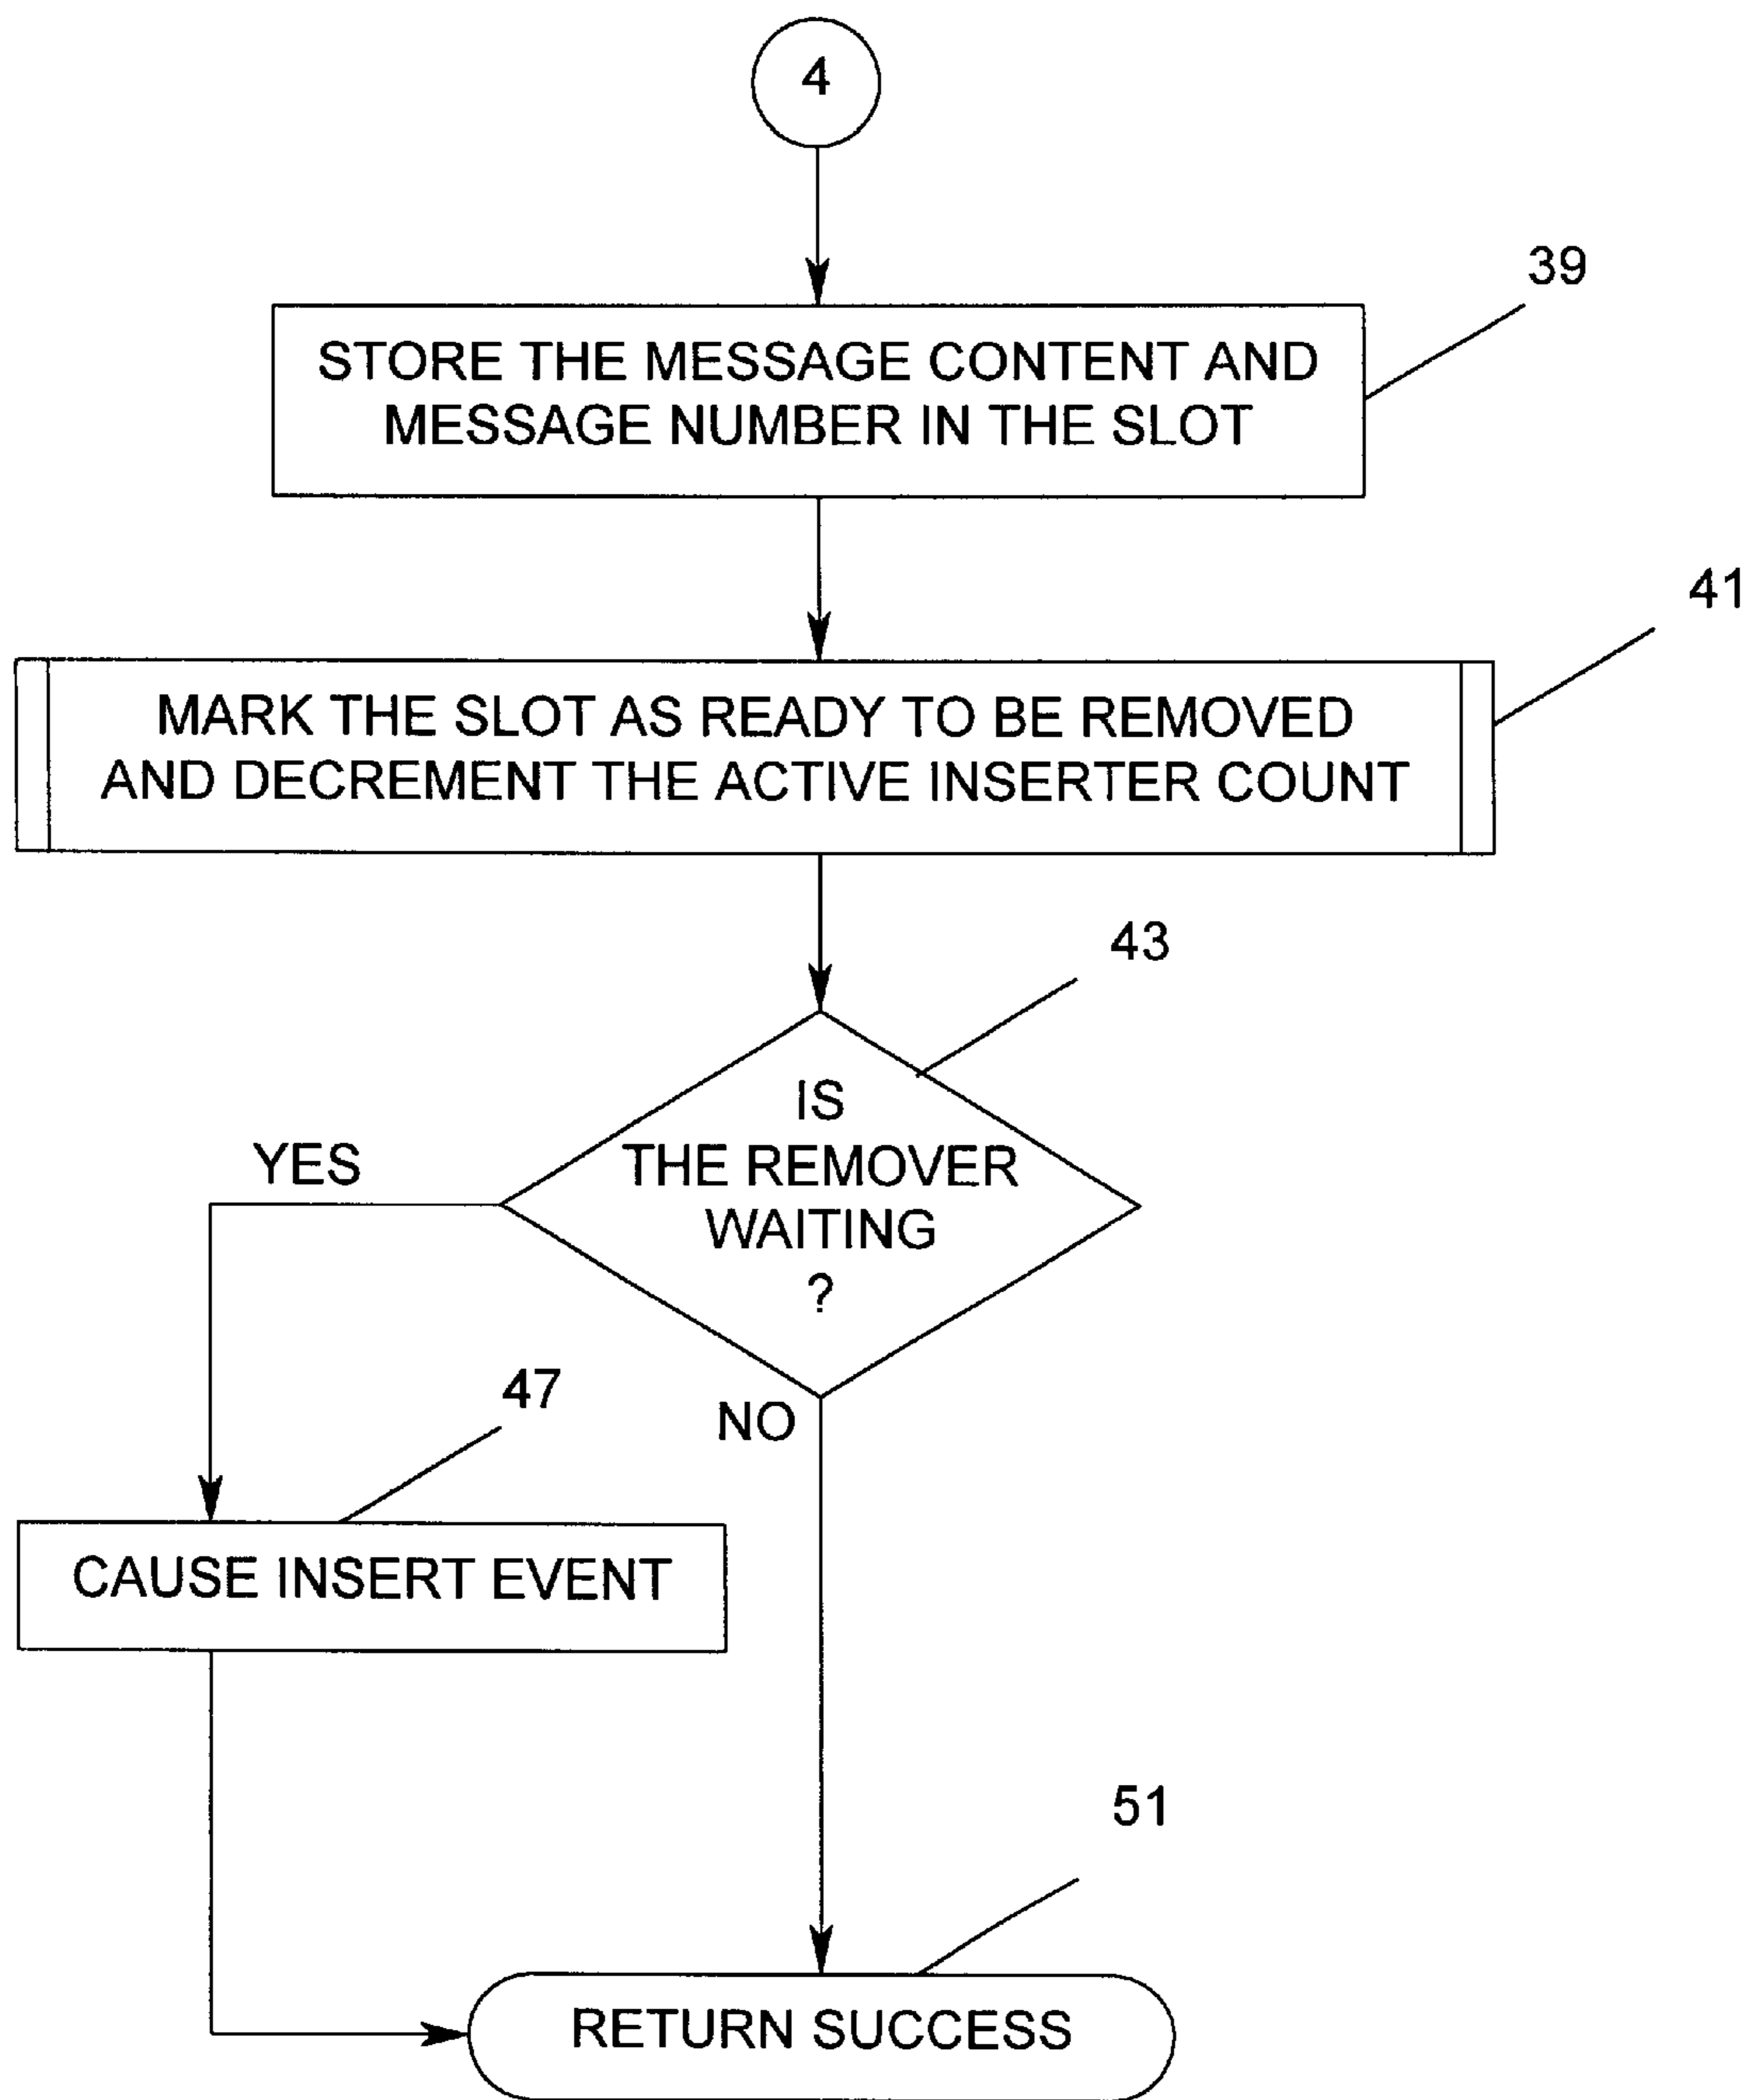 4
39
STORE THE MESSAGE CONTENT AND
MESSAGE NUMBER IN THE SLOT
41
MARK THE SLOT AS READY TO BE REMOVED
AND DECREMENT THE ACTIVE INSERTER COUNT
43
IS
THE REMOVER
WAITING
?
YES
47
NO
CAUSE INSERT EVENT
51
RETURN SUCCESS